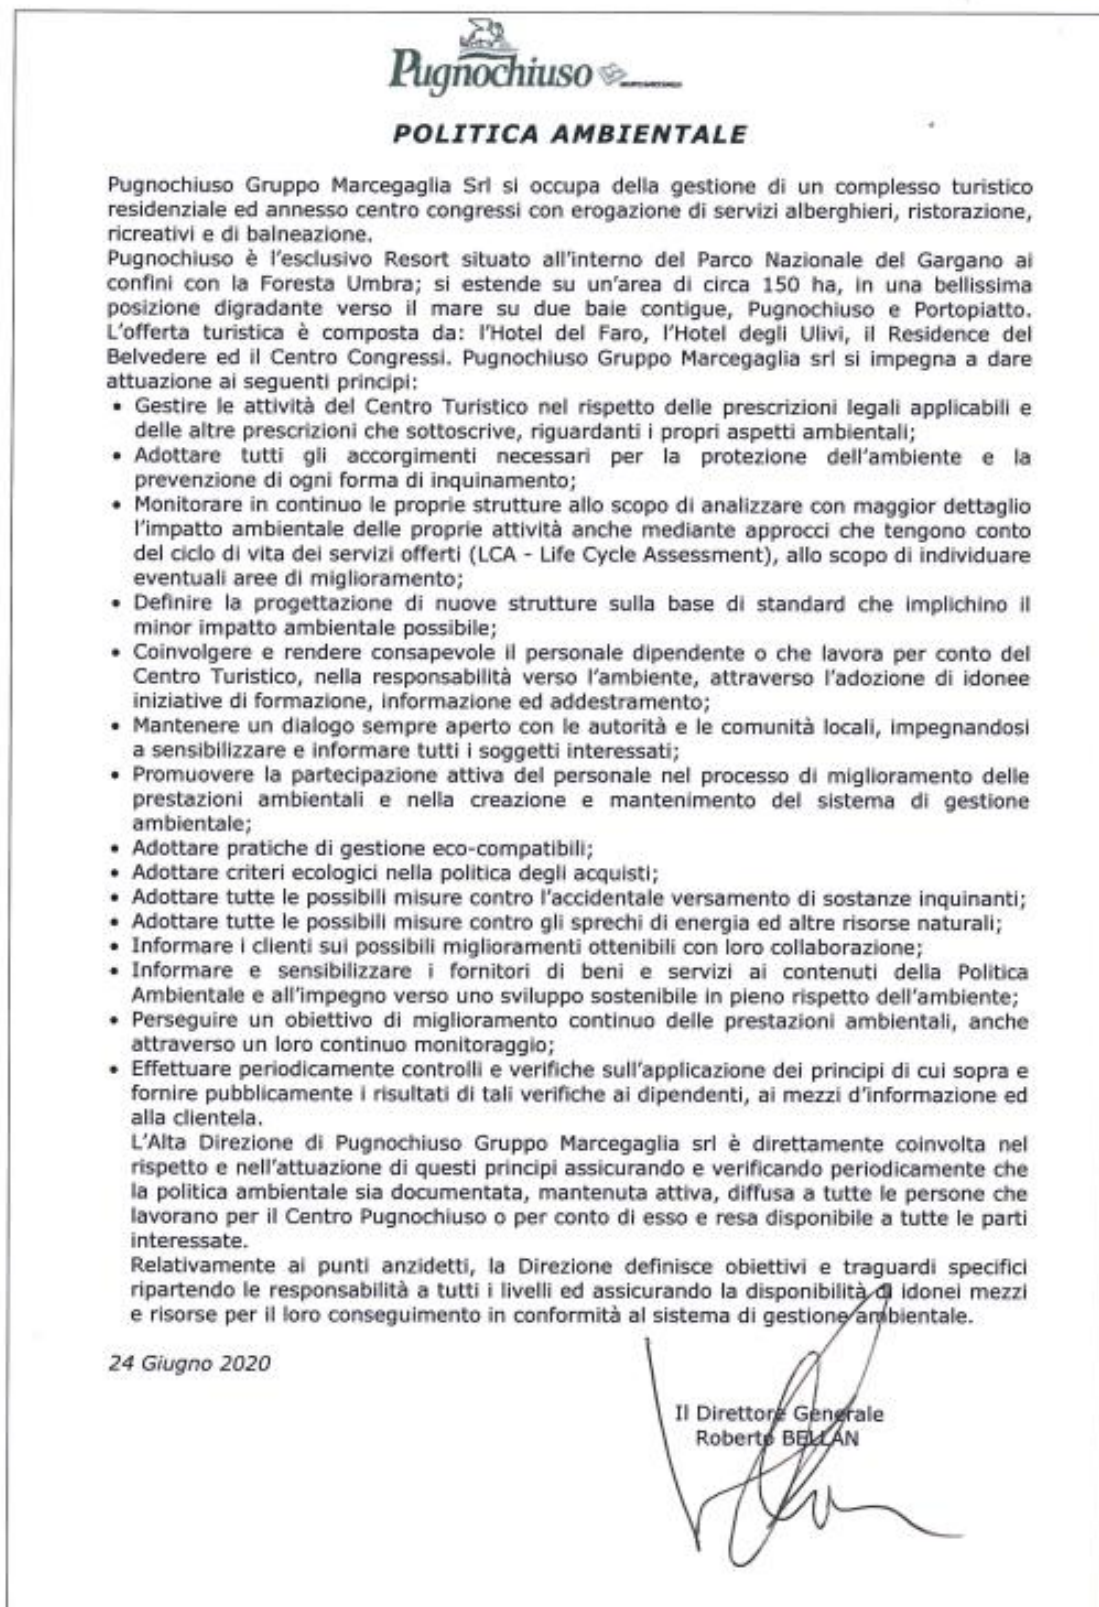 Pugnochiuso
POLITICA AMBIENTALE
Pugnochiuso Gruppo Marcegaglia Srl si occupa della gestione di un complesso turistico
residenziale ed annesso centro congressi con erogazione di servizi alberghieri, ristorazione,
ricreativi e di balneazione.
Pugnochiuso è l'esclusivo Resort situato all'interno del Parco Nazionale del Gargano ai
confini con la Foresta Umbra; si estende su un'area di circa 150 ha, in una bellissima
posizione digradante verso il mare su due baie contigue, Pugnochiuso e Portopiatto.
L'offerta turistica è composta da: l'Hotel del Faro, l'Hotel degli Ulivi, il Residence del
Belvedere ed il Centro Congressi. Pugnochiuso Gruppo Marcegaglia srl si impegna a dare
attuazione ai seguenti principi:
• Gestire le attività del Centro Turistico nel rispetto delle prescrizioni legali applicabili e
delle altre prescrizioni che sottoscrive, riguardanti i propri aspetti ambientali;
• Adottare tutti gli accorgimenti necessari per la protezione dell'ambiente e la
prevenzione di ogni forma di inquinamento;
• Monitorare in continuo le proprie strutture allo scopo di analizzare con maggior dettaglio
l'impatto ambientale delle proprie attività anche mediante approcci che tengono conto
del ciclo di vita dei servizi offerti (LCA - Life Cycle Assessment), allo scopo di individuare
eventuali aree di miglioramento;
• Definire la progettazione di nuove strutture sulla base di standard che implichino il
minor impatto ambientale possibile;
• Coinvolgere e rendere consapevole il personale dipendente o che lavora per conto del
Centro Turistico, nella responsabilità verso l'ambiente, attraverso l'adozione di idonee
iniziative di formazione, informazione ed addestramento;
• Mantenere un dialogo sempre aperto con le autorità e le comunità locali, impegnandosi
a sensibilizzare e informare tutti i soggetti interessati;
• Promuovere la partecipazione attiva del personale nel processo di miglioramento delle
prestazioni ambientali e nella creazione e mantenimento del sistema di gestione
ambientale;
• Adottare pratiche di gestione eco-compatibili;
• Adottare criteri ecologici nella politica degli acquisti;
• Adottare tutte le possibili misure contro l'accidentale versamento di sostanze inquinanti;
• Adottare tutte le possibili misure contro gli sprechi di energia ed altre risorse naturali;
• Informare i clienti sui possibili miglioramenti ottenibili con loro collaborazione;
• Informare e sensibilizzare i fornitori di beni e servizi ai contenuti della Politica
Ambientale e all'impegno verso uno sviluppo sostenibile in pieno rispetto dell'ambiente;
• Perseguire un obiettivo di miglioramento continuo delle prestazioni ambientali, anche
attraverso un loro continuo monitoraggio;
• Effettuare periodicamente controlli e verifiche sull'applicazione dei principi di cui sopra e
fornire pubblicamente i risultati di tali verifiche ai dipendenti, ai mezzi d'informazione ed
alla clientela.
L'Alta Direzione di Pugnochiuso Gruppo Marcegaglia srl è direttamente coinvolta nel
rispetto e nell'attuazione di questi principi assicurando e verificando periodicamente che
la politica ambientale sia documentata, mantenuta attiva, diffusa a tutte le persone che
lavorano per il Centro Pugnochiuso o per conto di esso e resa disponibile a tutte le parti
interessate.
Relativamente ai punti anzidetti, la Direzione definisce obiettivi e traguardi specifici
ripartendo le responsabilità a tutti i livelli ed assicurando la disponibilità di idonei mezzi
e risorse per il loro conseguimento in conformità al sistema di gestione ambientale.
24 Giugno 2020
Il Direttore Generale
Roberto BELLAN